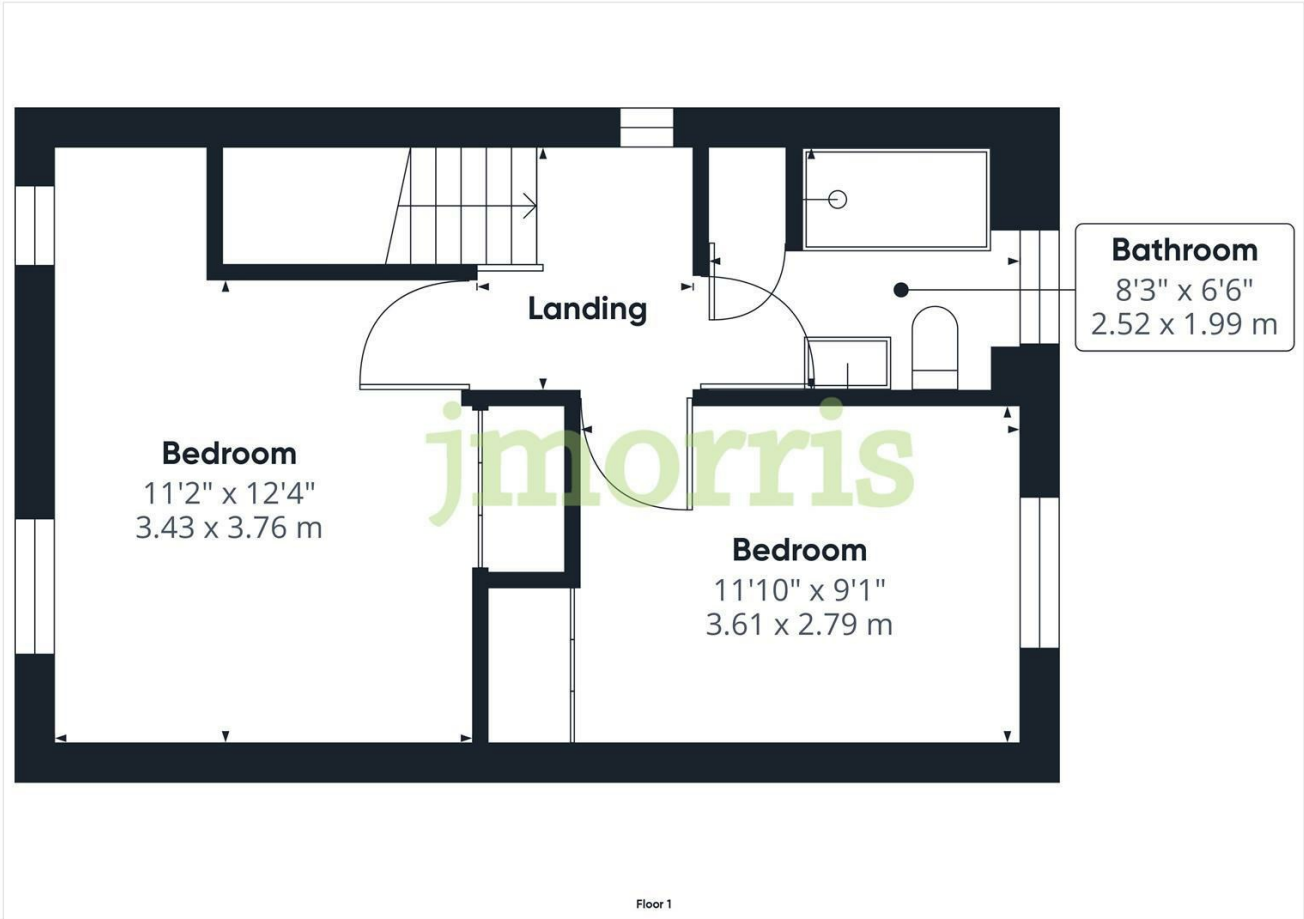 Bathroom
8'3" x 6'6"
2.52 x 1.99 m
Landing
Bedroom
11'2" x 12'4"
3.43 x 3.76 m
jmorris
Bedroom
11'10" x 9'1"
3.61 x 2.79 m
Floor 1